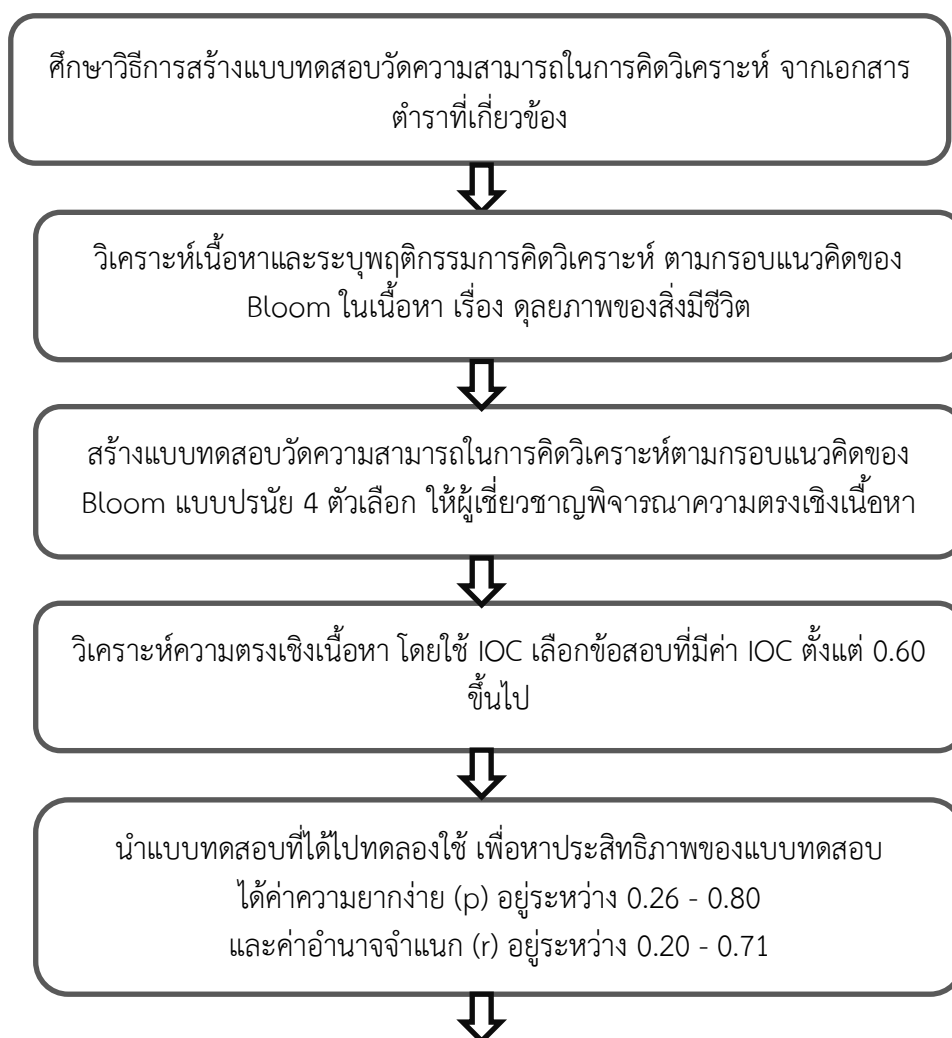 ศึกษาวิธีการสร้างแบบทดสอบวัดความสามารถในการคิดวิเคราะห์ จากเอกสาร
ตำราที่เกี่ยวข้อง
วิเคราะห์เนื้อหาและระบุพฤติกรรมการคิดวิเคราะห์ ตามกรอบแนวคิดของ
Bloom ในเนื้อหา เรื่อง ดุลยภาพของสิ่งมีชีวิต
สร้างแบบทดสอบวัดความสามารถในการคิดวิเคราะห์ตามกรอบแนวคิดของ
Bloom แบบปรนัย 4 ตัวเลือก ให้ผู้เชี่ยวชาญพิจารณาความตรงเชิงเนื้อหา
วิเคราะห์ความตรงเชิงเนื้อหา โดยใช้ IOC เลือกข้อสอบที่มีค่า IOC ตั้งแต่ 0.60
ขึ้นไป
นำแบบทดสอบที่ได้ไปทดลองใช้ เพื่อหาประสิทธิภาพของแบบทดสอบ
ได้ค่าความยากง่าย (p) อยู่ระหว่าง 0.26 - 0.80
และค่าอำนาจจำแนก (r) อยู่ระหว่าง 0.20 - 0.71